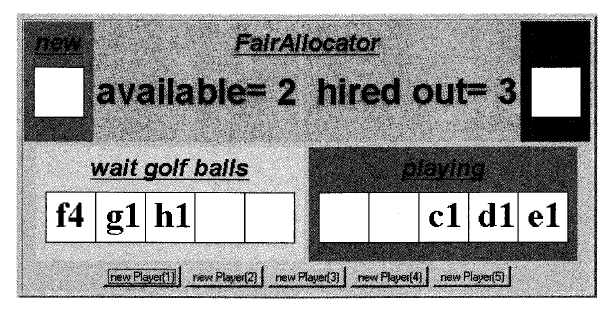 new FairAllocator
available= 2 hired out= 3
wait golf balls playing
f4 g1 h1 c1 d1 e1
new Player(1) new Player(2) new Player(3) new Player(4) new Player(5)